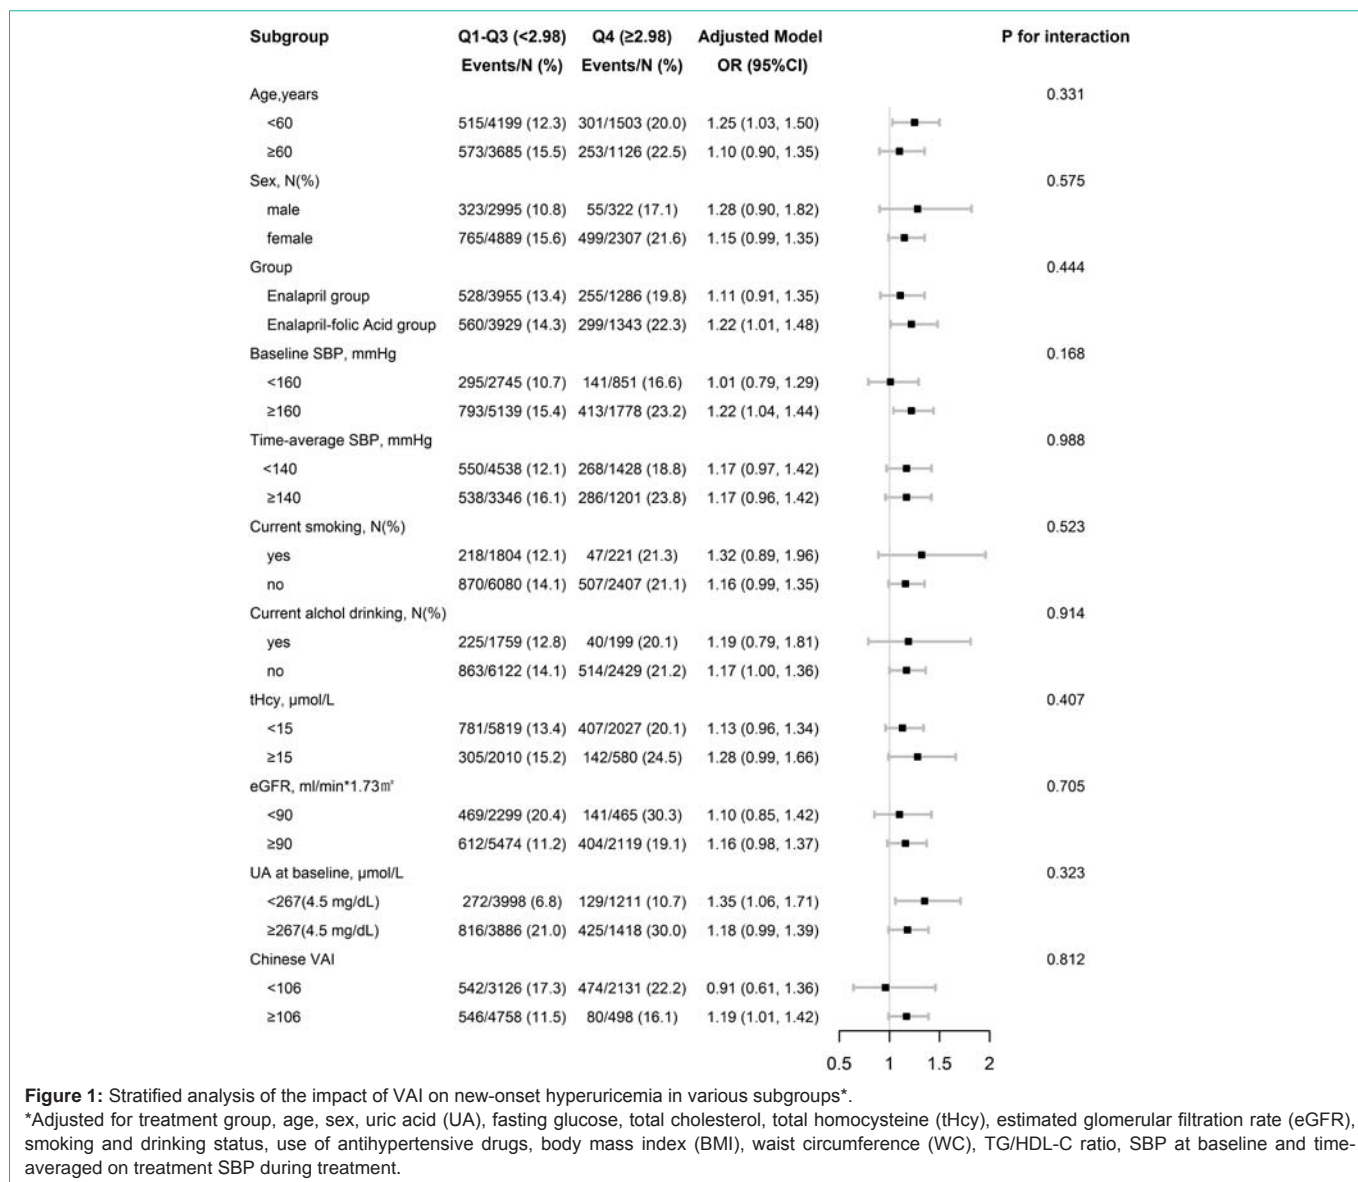 Subgroup Q1-Q3 (<2.98) Q4 (≥2.98) Adjusted Model P for interaction
Events/N (%) Events/N (%) OR (95%CI)
Age,years 0.331
<60 515/4199 (12.3) 301/1503 (20.0) 1.25 (1.03, 1.50)
≥60 573/3685 (15.5) 253/1126 (22.5) 1.10 (0.90, 1.35)
Sex, N(%) 0.575
male 323/2995 (10.8) 55/322 (17.1) 1.28 (0.90, 1.82)
female 765/4889 (15.6) 499/2307 (21.6) 1.15 (0.99, 1.35)
Group 0.444
Enalapril group 528/3955 (13.4) 255/1286 (19.8) 1.11 (0.91, 1.35)
Enalapril-folic Acid group 560/3929 (14.3) 299/1343 (22.3) 1.22 (1.01, 1.48)
Baseline SBP, mmHg 0.168
<160 295/2745 (10.7) 141/851 (16.6) 1.01 (0.79, 1.29)
≥160 793/5139 (15.4) 413/1778 (23.2) 1.22 (1.04, 1.44)
Time-average SBP, mmHg 0.988
<140 550/4538 (12.1) 268/1428 (18.8) 1.17 (0.97, 1.42)
≥140 538/3346 (16.1) 286/1201 (23.8) 1.17 (0.96, 1.42)
Current smoking, N(%) 0.523
yes 218/1804 (12.1) 47/221 (21.3) 1.32 (0.89, 1.96)
no 870/6080 (14.1) 507/2407 (21.1) 1.16 (0.99, 1.35)
Current alchol drinking, N(%) 0.914
yes 225/1759 (12.8) 40/199 (20.1) 1.19 (0.79, 1.81)
no 863/6122 (14.1) 514/2429 (21.2) 1.17 (1.00, 1.36)
tHcy, μmol/L 0.407
<15 781/5819 (13.4) 407/2027 (20.1) 1.13 (0.96, 1.34)
≥15 305/2010 (15.2) 142/580 (24.5) 1.28 (0.99, 1.66)
eGFR, ml/min*1.73㎡ 0.705
<90 469/2299 (20.4) 141/465 (30.3) 1.10 (0.85, 1.42)
≥90 612/5474 (11.2) 404/2119 (19.1) 1.16 (0.98, 1.37)
UA at baseline, μmol/L 0.323
<267(4.5 mg/dL) 272/3998 (6.8) 129/1211 (10.7) 1.35 (1.06, 1.71)
≥267(4.5 mg/dL) 816/3886 (21.0) 425/1418 (30.0) 1.18 (0.99, 1.39)
Chinese VAI 0.812
<106 542/3126 (17.3) 474/2131 (22.2) 0.91 (0.61, 1.36)
≥106 546/4758 (11.5) 80/498 (16.1) 1.19 (1.01, 1.42)
0.5 1 1.5 2
Figure 1: Stratified analysis of the impact of VAI on new-onset hyperuricemia in various subgroups*.
*Adjusted for treatment group, age, sex, uric acid (UA), fasting glucose, total cholesterol, total homocysteine (tHcy), estimated glomerular filtration rate (eGFR),
smoking and drinking status, use of antihypertensive drugs, body mass index (BMI), waist circumference (WC), TG/HDL-C ratio, SBP at baseline and time-
averaged on treatment SBP during treatment.